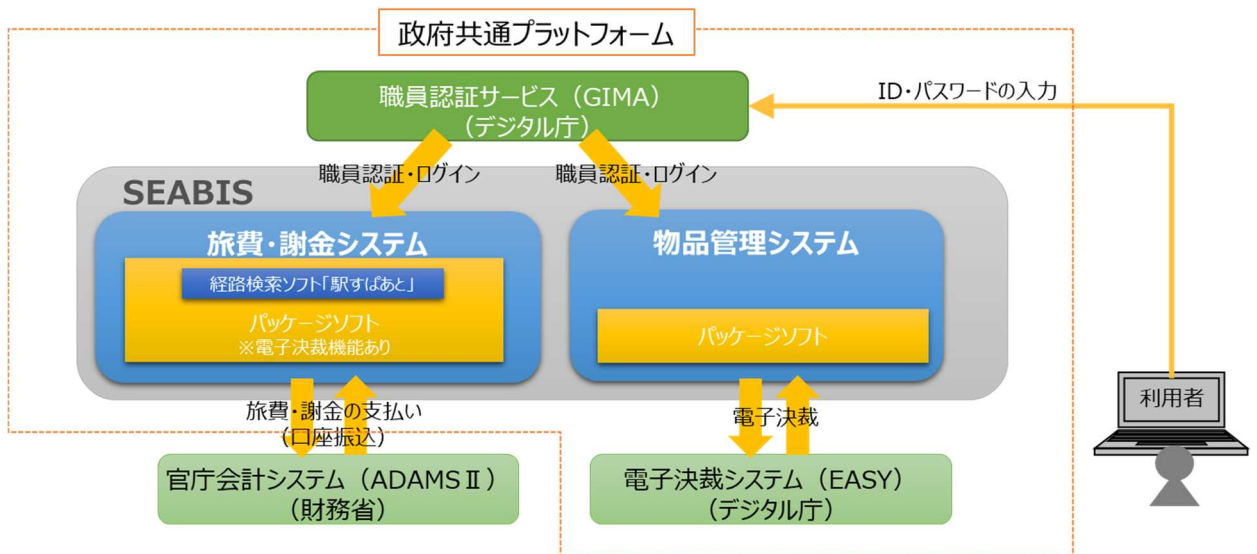 政府共通プラットフォーム
職員認証サービス（GIMA）
（デジタル庁）
ID・パスワードの入力
職員認証・ログイン
職員認証・ログイン
SEABIS
旅費・謝金システム
経路検索ソフト「駅すぱあと」
パッケージソフト
※電子決裁機能あり
物品管理システム
パッケージソフト
利用者
旅費・謝金の支払い
（口座振込）
電子決裁
官庁会計システム（ADAMSⅡ）
（財務省）
電子決裁システム（EASY）
（デジタル庁）